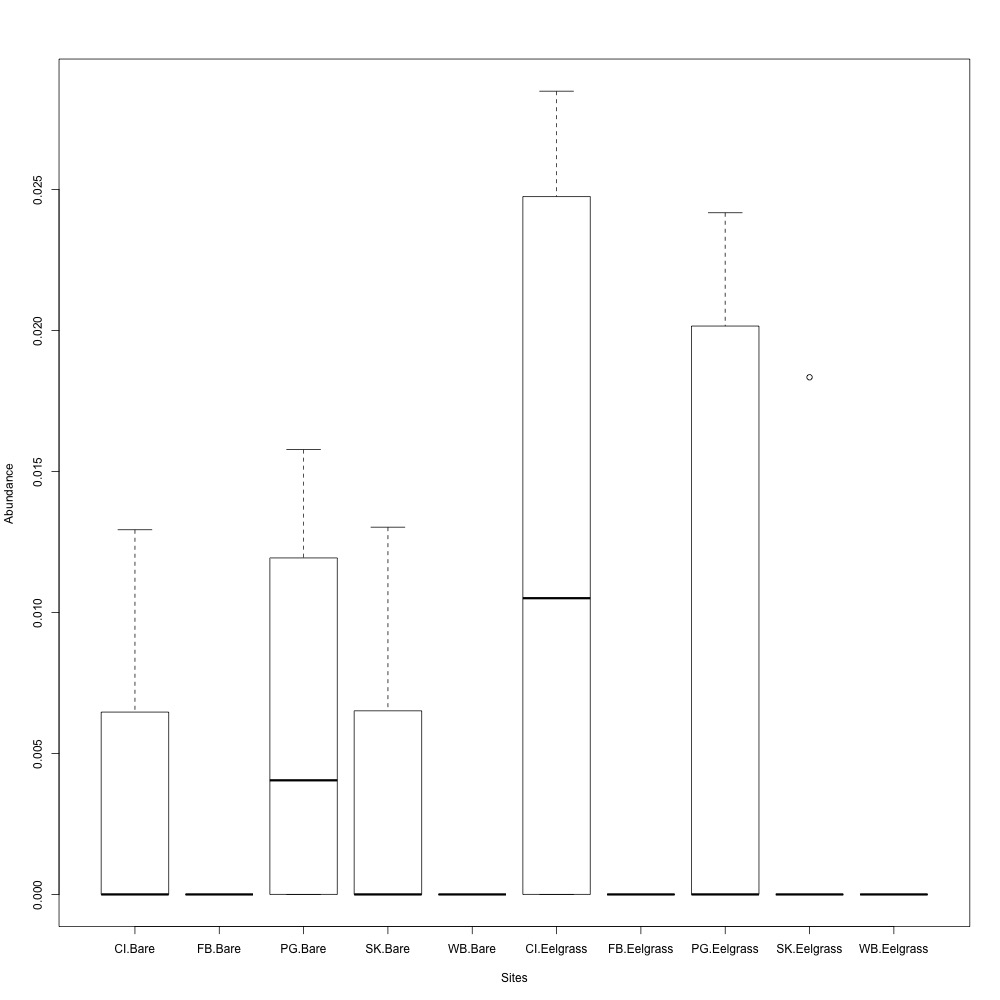 0.025
0.020
0.015
0.010
0.005
0.000
Abundance
CI.Bare FB.Bare PG.Bare SK.Bare WB.Bare CI.Eelgrass FB.Eelgrass PG.Eelgrass SK.Eelgrass WB.Eelgrass
Sites